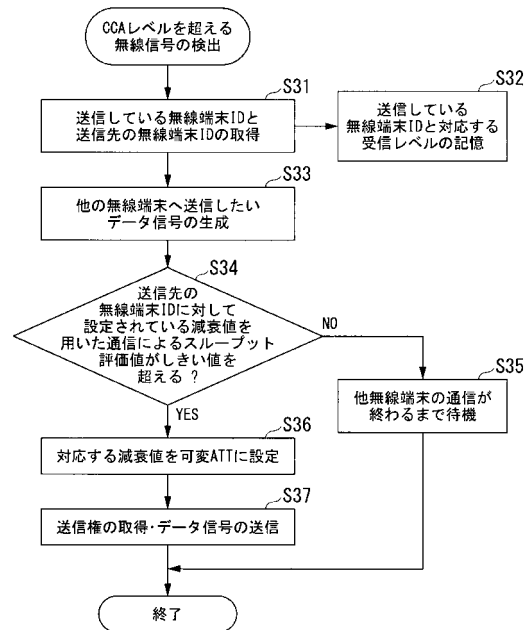 CCAレベルを超える
無線信号の検出
S31
送信している無線端末IDと
送信先の無線端末IDの取得
S32
送信している
無線端末IDと対応する
受信レベルの記憶
S33
他の無線端末へ送信したい
データ信号の生成
S34
送信先の
無線端末IDに対して
設定されている減衰値を
用いた通信によるスループット
評価値がしきい値を
超える ?
NO
YES
S35
他無線端末の通信が
終わるまで待機
S36
対応する減衰値を可変ATTに設定
S37
送信権の取得・データ信号の送信
終了